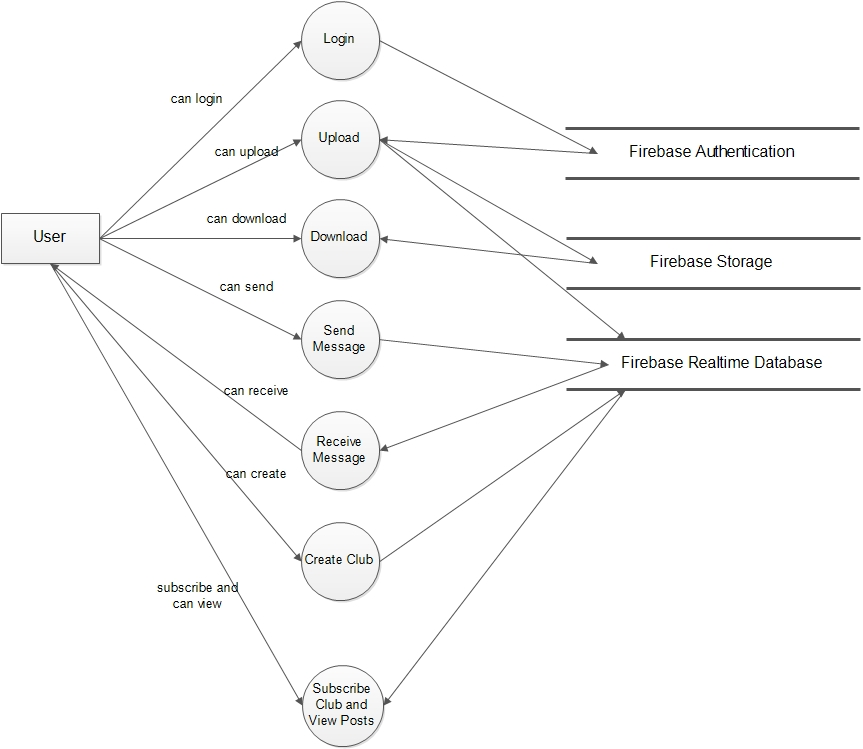 Login
can login
Upload
can upload
Firebase Authentication
can download
User
Download
Firebase Storage
can send
Send
Message
Firebase Realtime Database
can receive
Receive
Message
can create
Create Club
subscribe and
can view
Subscribe
Club and
View Posts